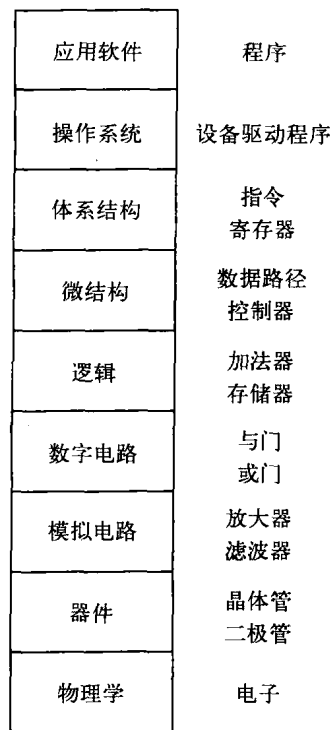 应用软件 程序
操作系统 设备驱动程序
体系结构 指令
寄存器
微结构 数据路径
控制器
逻辑 加法器
存储器
数字电路 与门
或门
模拟电路 放大器
滤波器
器件 晶体管
二极管
物理学 电子